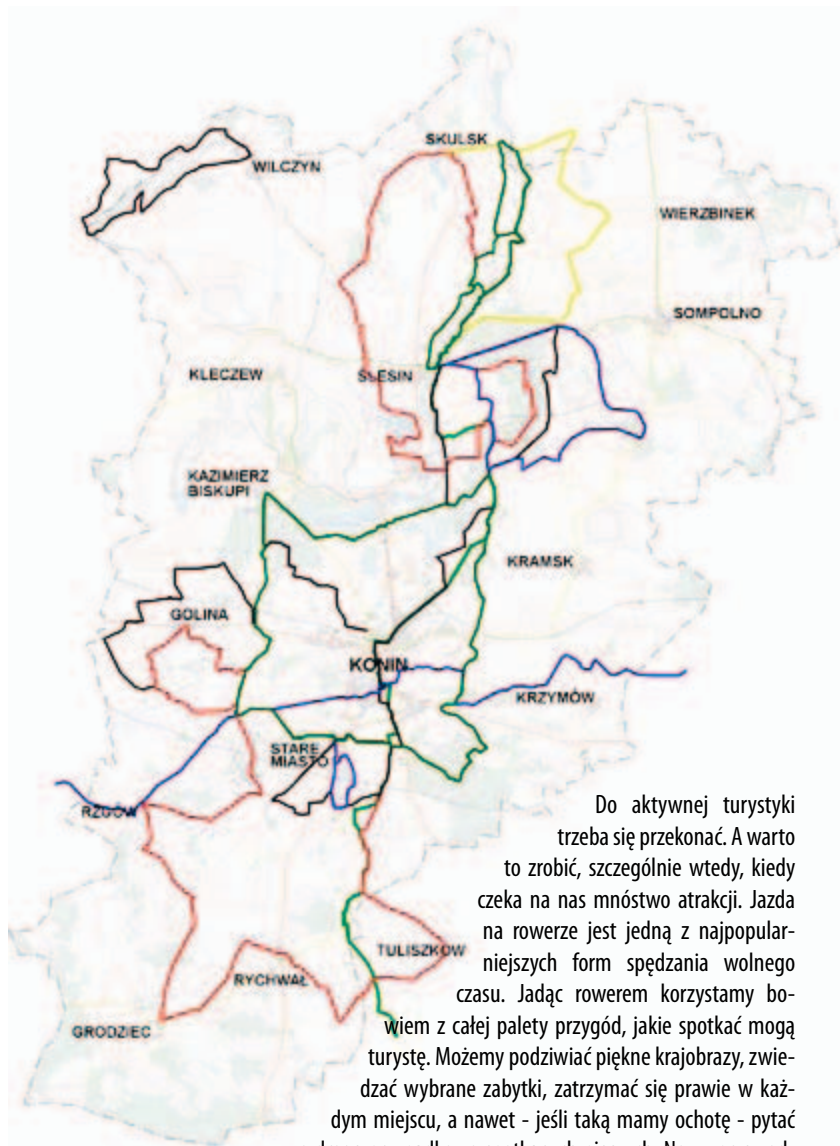 SKULSK
WILCZYN
WIERZBINEK
SOMPOLNO
KLECZEW
KAZIMIERZ
BISKUPI
KRAMSK
GOLINA
KONIN
KRZYMÓW
STARE
MIASTO
RZGÓW
TULISZKÓW
RYCHWAŁ
GRODZIEC
Do aktywnej turystyki
trzeba się przekonać. A warto
to zrobić, szczególnie wtedy, kiedy
czeka na nas mnóstwo atrakcji. Jazda
na rowerze jest jedną z najpopular-
niejszych form spędzania wolnego
czasu. Jadąc rowerem korzystamy bo-
wiem z całej palety przygód, jakie spotkać mogą
turystę. Możemy podziwiać piękne krajobrazy, zwie-
dzać wybrane zabytki, zatrzymać się prawie w każ-
dym miejscu, a nawet - jeśli taką mamy ochotę - pytać